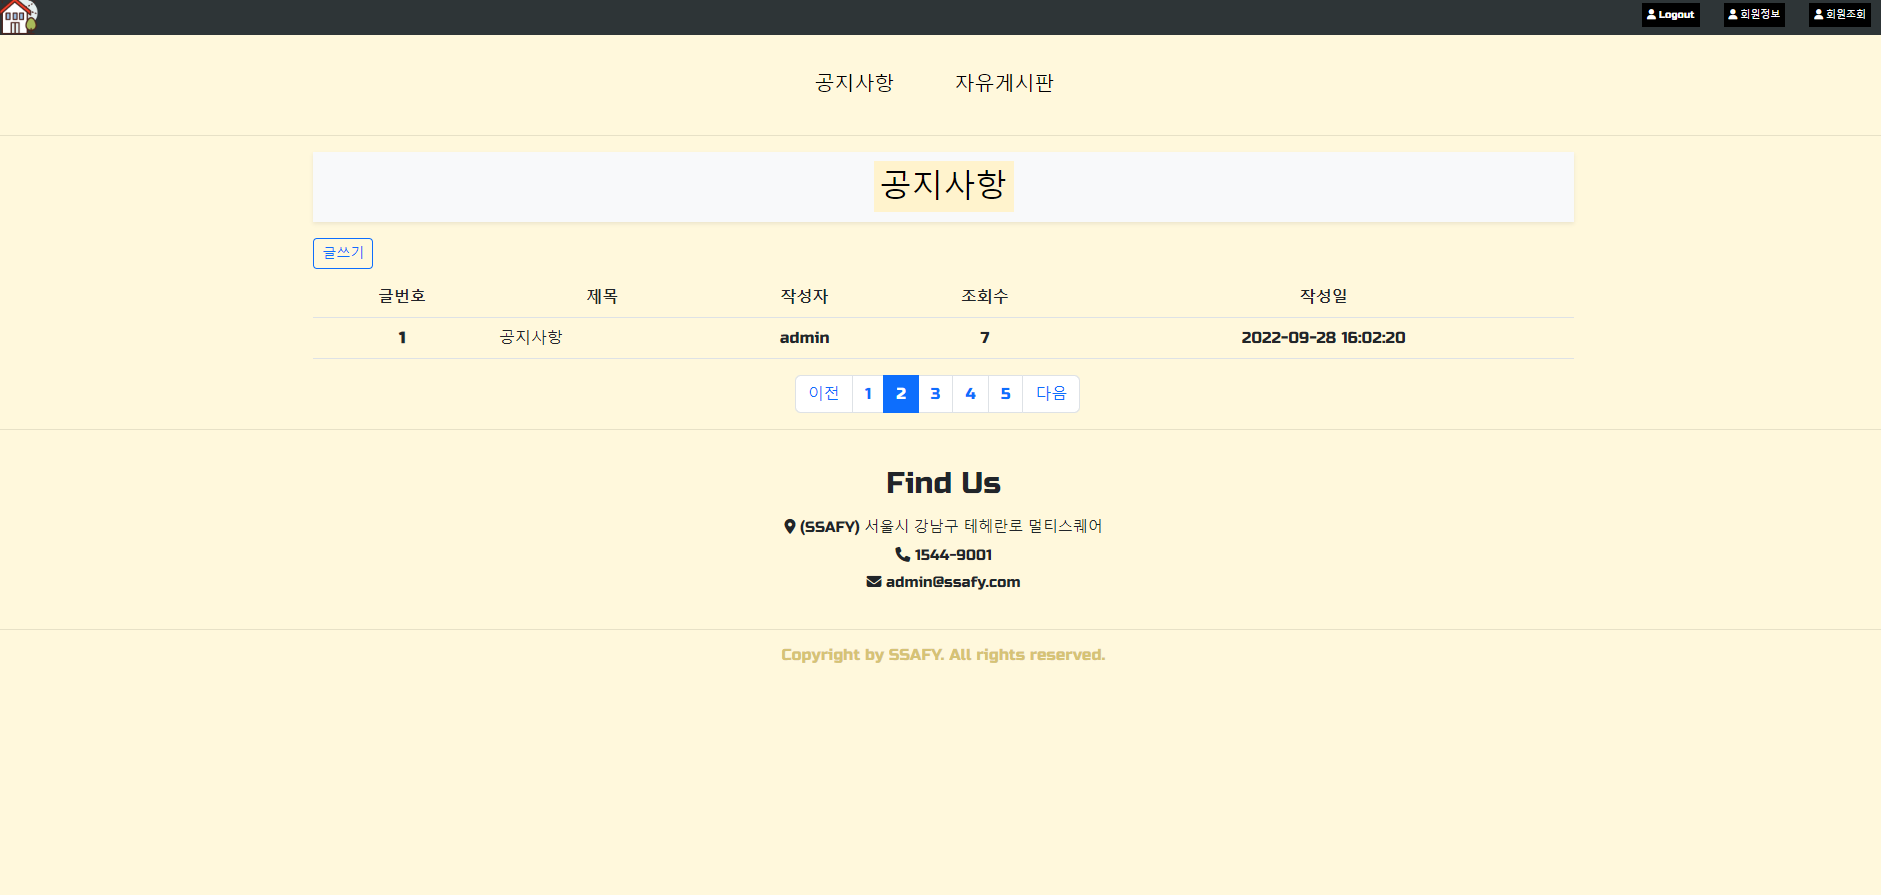 Logout 회원정보 회원조회
공지사항 자유게시판
공지사항
글쓰기
글번호 제목 작성자 조회수 작성일
1 공지사항 admin 7 2022-09-28 16:02:20
이전 1 2 3 4 5 다음
Find Us
(SSAFY) 서울시 강남구 테헤란로 멀티스퀘어
1544-9001
admin@ssafy.com
Copyright by SSAFY. All rights reserved.